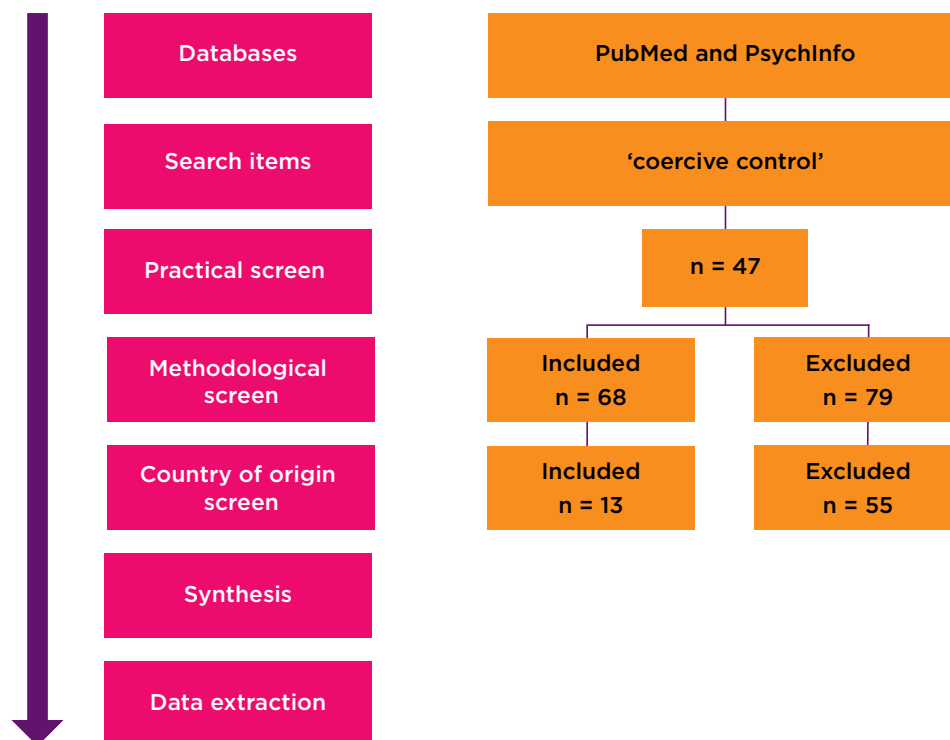 Databases
PubMed and PsychInfo
Search items
‘coercive control’
Practical screen
n = 47
Methodological
screen
Included
n = 68
Excluded
n = 79
Country of origin
screen
Included
n = 13
Excluded
n = 55
Synthesis
Data extraction